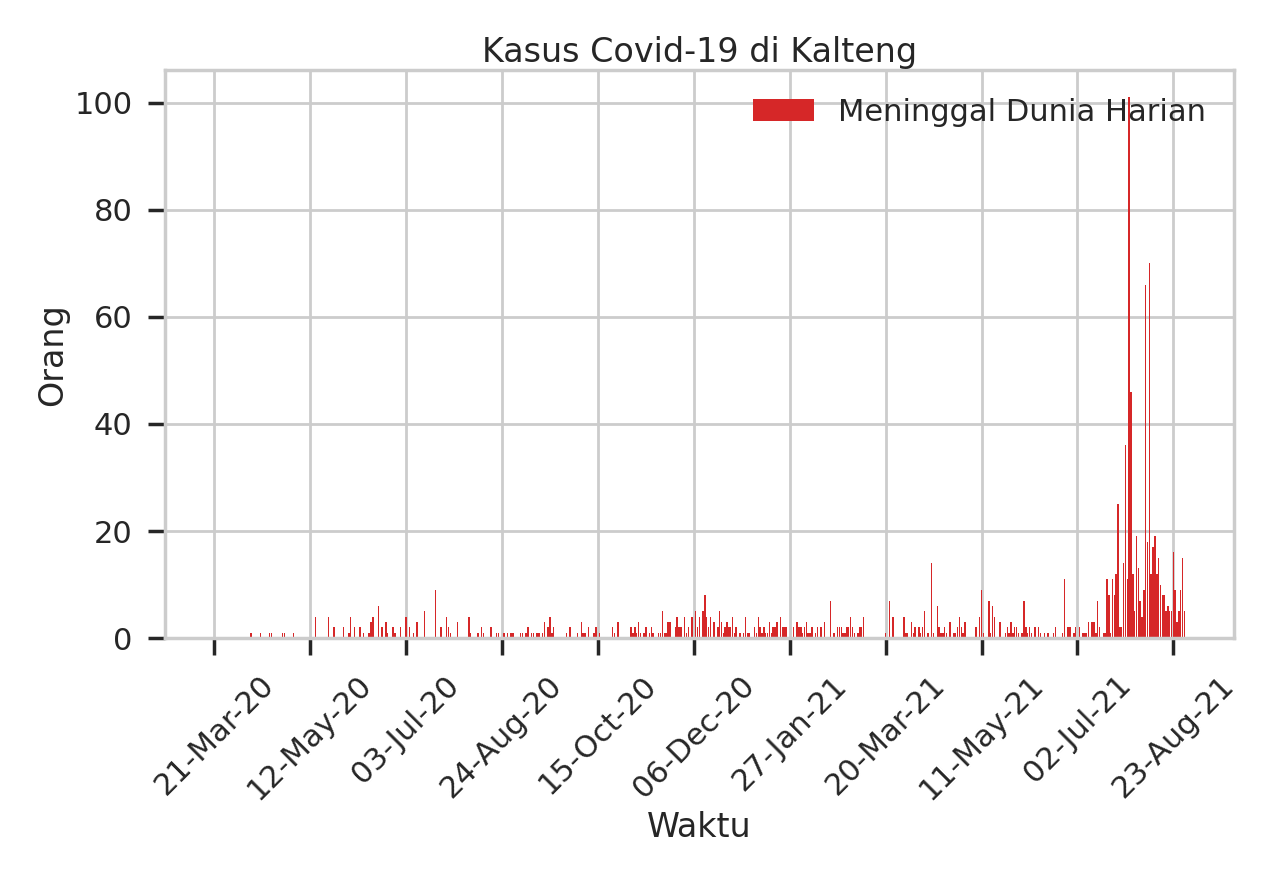 Kasus Covid-19 di Kalteng
Meninggal Dunia Harian
Orang
100
80
60
40
20
0
21-Mar-20
12-May-20
03-Jul-20
24-Aug-20
15-Oct-20
06-Dec-20
27-Jan-21
20-Mar-21
11-May-21
02-Jul-21
23-Aug-21
Waktu